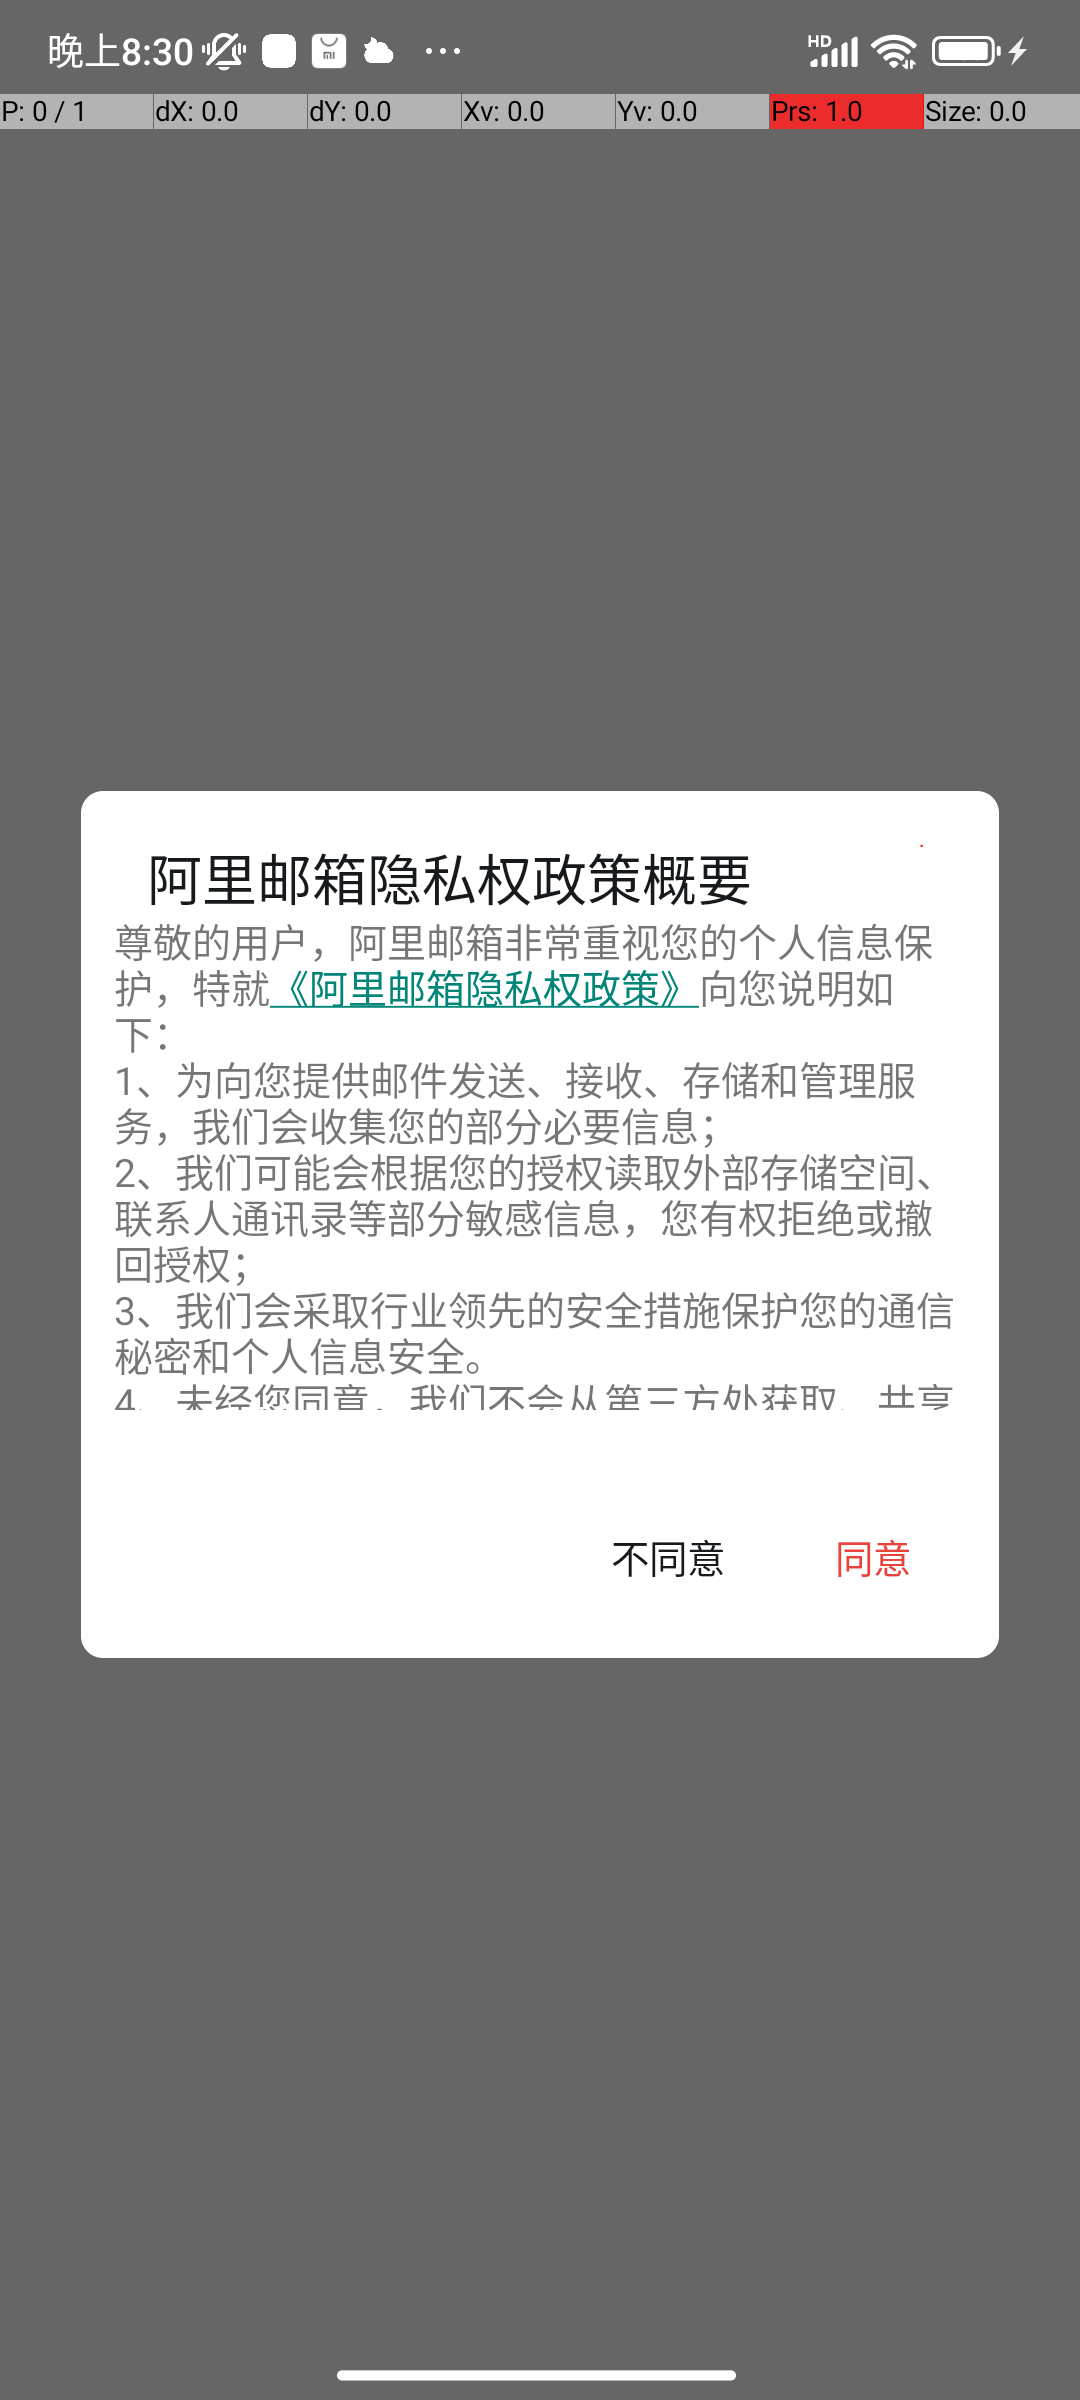 晚上8:30
HD
P: 0 / 1 dX: 0.0 dY: 0.0 Xv: 0.0 Yv: 0.0 Prs: 1.0 Size: 0.0
阿里邮箱隐私权政策概要
尊敬的用户，阿里邮箱非常重视您的个人信息保
护，特就《阿里邮箱隐私权政策》向您说明如
下：
1、为向您提供邮件发送、接收、存储和管理服
务，我们会收集您的部分必要信息；
2、我们可能会根据您的授权读取外部存储空间、
联系人通讯录等部分敏感信息，您有权拒绝或撤
回授权；
3、我们会采取行业领先的安全措施保护您的通信
秘密和个人信息安全。
4、未经您同意，我们不会从第三方处获取、共享
不同意 同意